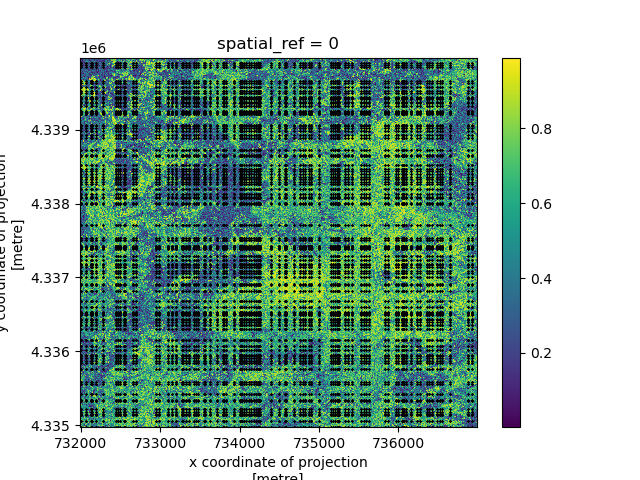 spatial_ref = 0
1e6
4.339
4.338
4.337
4.336
4.335
y coordinate of projection
[metre]
732000 733000 734000 735000 736000
x coordinate of projection
[metre]
0.8
0.6
0.4
0.2